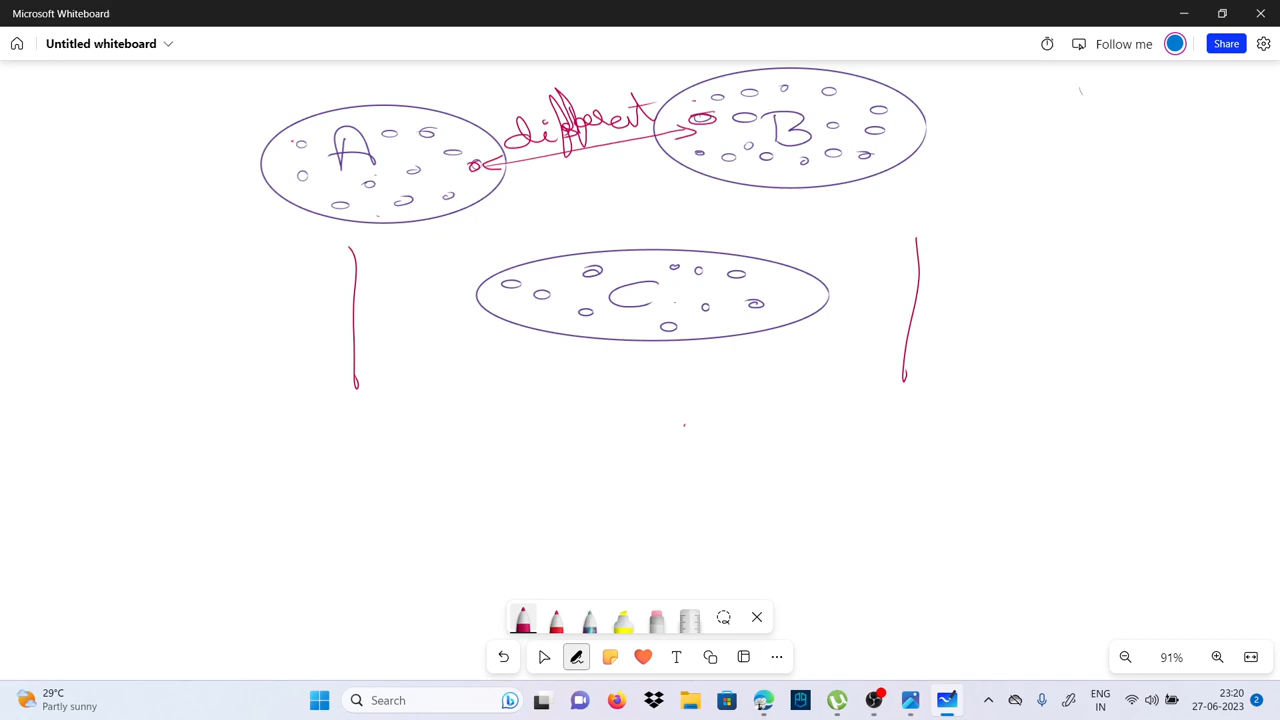 Microsoft Whiteboard
Untitled whiteboard
Follow me
Share
different
A
B
C
91%
29°C
Partly sunny
Search
ENG
IN
23:20
27-06-2023
2